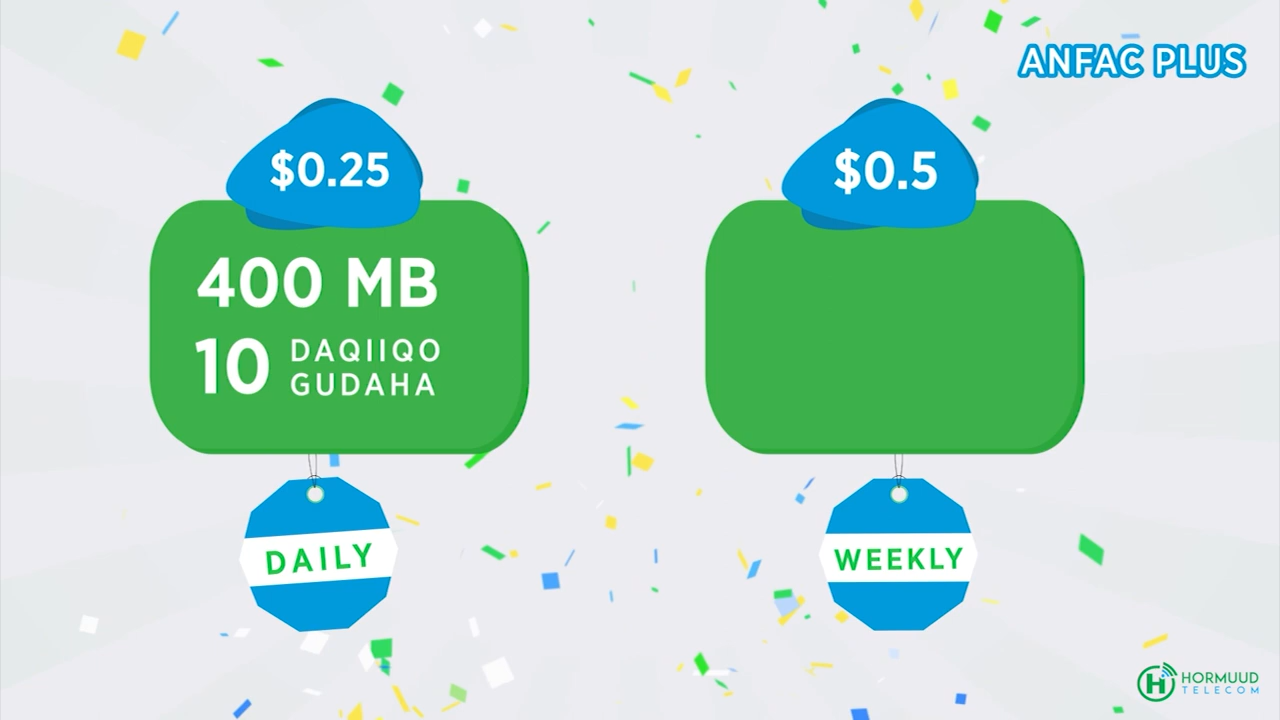 ANFAC PLUS
$0.25
400 MB
10 DAQIIQO
GUDAHA
DAILY
$0.5
WEEKLY
HORMUUD
TELECOM